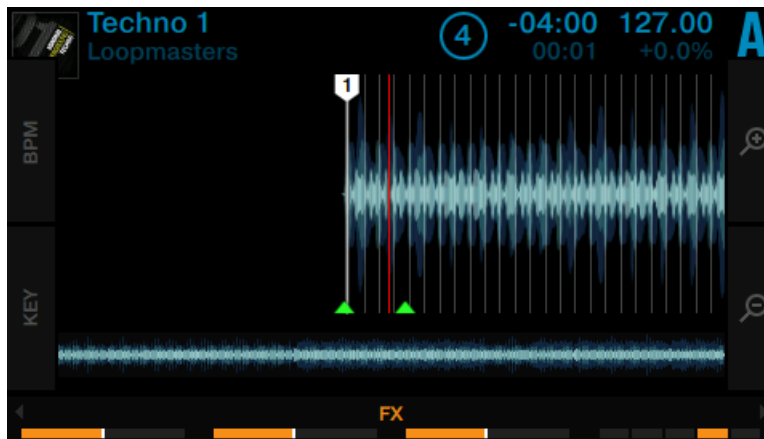 Techno 1
Loopmasters
4
-04:00
00:01
127.00
+0.0%
A
BPM
KEY
1
FX